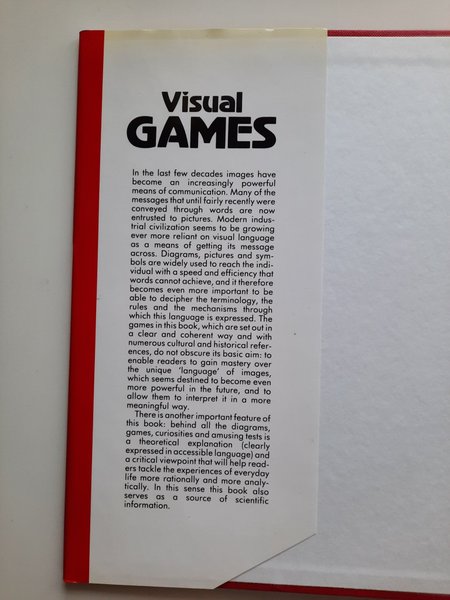 Visual
GAMES
In the last few decades images have
become an increasingly powerful
means of communication. Many of the
messages that until fairly recently were
conveyed through words are now
entrusted to pictures. Modern indus-
trial civilization seems to be growing
ever more reliant on visual language
as a means of getting its message
across. Diagrams, pictures and sym-
bols are widely used to reach the indi-
vidual with a speed and efficiency that
words cannot achieve, and it therefore
becomes even more important to be
able to decipher the terminology, the
rules and the mechanisms through
which this language is expressed. The
games in this book, which are set out in
a clear and coherent way and with
numerous cultural and historical refer-
ences, do not obscure its basic aim: to
enable readers to gain mastery over
the unique 'language' of images,
which seems destined to become even
more powerful in the future, and to
allow them to interpret it in a more
meaningful way.
There is another important feature of
this book: behind all the diagrams,
games, curiosities and amusing tests is
a theoretical explanation (clearly
expressed in accessible language) and
a critical viewpoint that will help read-
ers tackle the experiences of everyday
life more rationally and more analy-
tically. In this sense this book also
serves as a source of scientific
information.